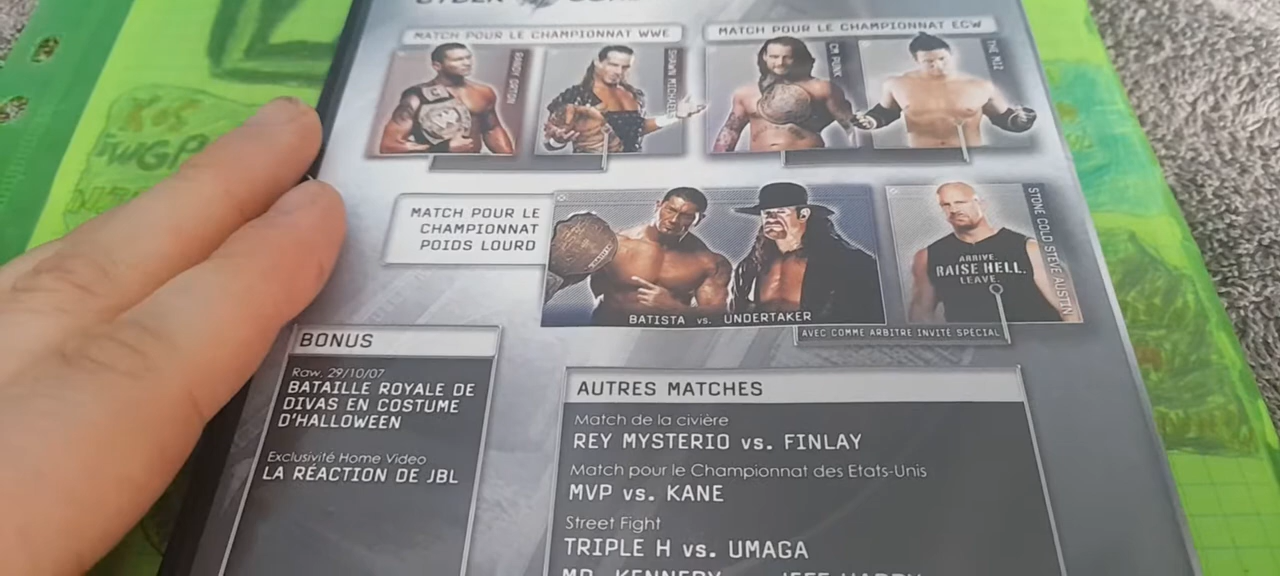 MATCH POUR LE CHAMPIONNAT WWE
MATCH POUR LE CHAMPIONNAT ECW
RANDY ORTON
SHAWN MICHAELS
CM PUNK
THE MIZ
MATCH POUR LE
CHAMPIONNAT
POIDS LOURD
BATISTA vs. UNDERTAKER
ARRIVE.
RAISE HELL.
LEAVE.
STONE COLD STEVE AUSTIN
AVEC COMME ARBITRE INVITÉ SPÉCIAL
BONUS
Raw, 29/10/07
BATAILLE ROYALE DE
DIVAS EN COSTUME
D'HALLOWEEN
Exclusivité Home Video
LA RÉACTION DE JBL
AUTRES MATCHES
Match de la civière
REY MYSTERIO vs. FINLAY
Match pour le Championnat des Etats-Unis
MVP vs. KANE
Street Fight
TRIPLE H vs. UMAGA
MR. KENNEDY JEFF HARDY